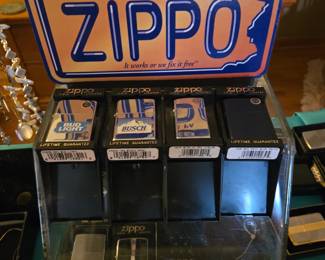 ZIPPO
It works or we fix it free™
BUD
LIGHT
BUSCH
LIFETIME GUARANTEE
LIFETIME GUARANTEE
LIFETIME GUARANTEE
LIFETIME GUARANTEE
zippo